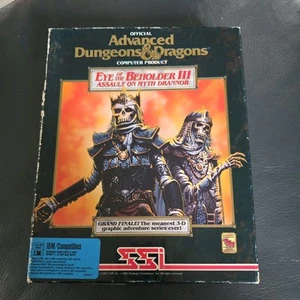 OFFICIAL
Advanced
Dungeons&Dragons
COMPUTER PRODUCT
EYE OF THE BEHOLDER III
ASSAULT ON MYTH DRANNOR
GRAND FINALE! The meanest 3-D
graphic adventure series ever!
IBM/Compatibles
SSI